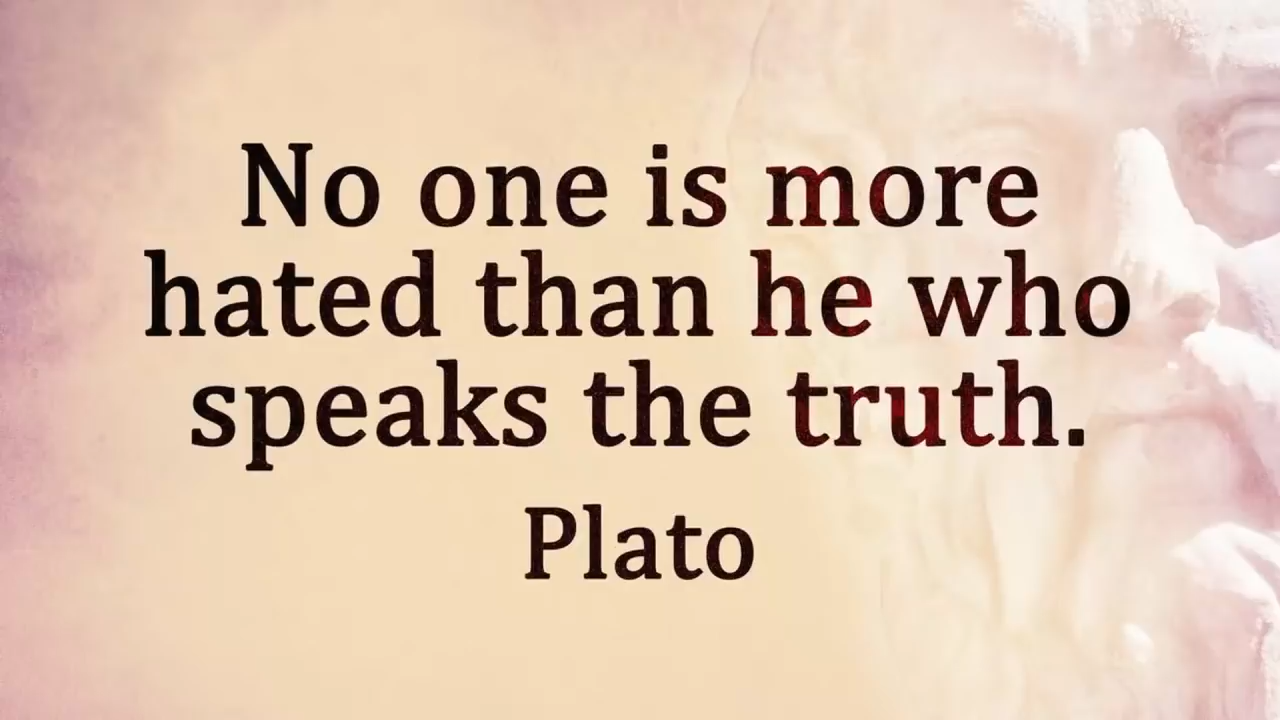 No one is more
hated than he who
speaks the truth.
Plato